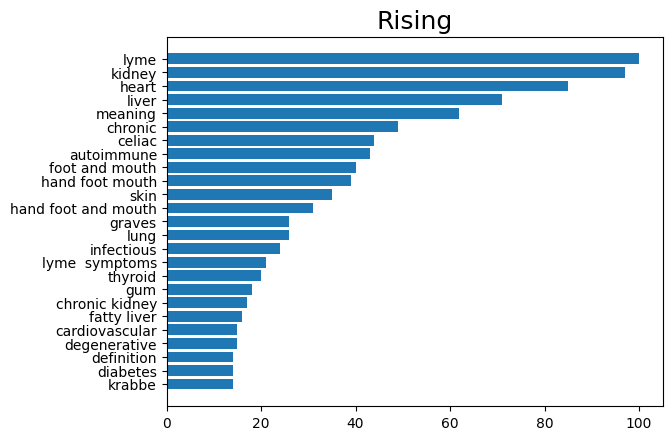 Rising
lyme
kidney
heart
liver
meaning
chronic
celiac
autoimmune
foot and mouth
hand foot mouth
skin
hand foot and mouth
graves
lung
infectious
lyme  symptoms
thyroid
gum
chronic kidney
fatty liver
cardiovascular
degenerative
definition
diabetes
krabbe
0 20 40 60 80 100